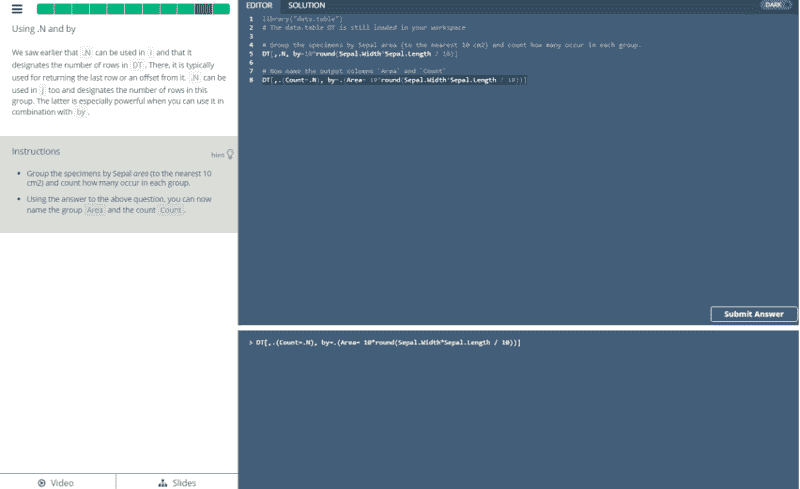 EDITOR SOLUTION DARK
Using .N and by
We saw earlier that .N can be used in i and that it
designates the number of rows in DT. There, it is typically
used for returning the last row or an offset from it. .N can be
used in j too and designates the number of rows in this
group. The latter is especially powerful when you can use it in
combination with by.
Instructions
hint
Group the specimens by Sepal area (to the nearest 10
cm2) and count how many occur in each group.
Using the answer to the above question, you can now
name the group Area and the count Count.
Video Slides
1 library("data.table")
2 # The data.table DT is still loaded in your workspace
3
4 # Group the specimens by Sepal area (to the nearest 10 cm2) and count how many occur in each group.
5 DT[,.N, by=10*round(Sepal.Width*Sepal.Length / 10)]
6
7 # Now name the output columns `Area` and `Count`
8 DT[,.(Count=.N), by=.(Area= 10*round(Sepal.Width*Sepal.Length / 10))]
Submit Answer
> DT[,.(Count=.N), by=.(Area= 10*round(Sepal.Width*Sepal.Length / 10))]